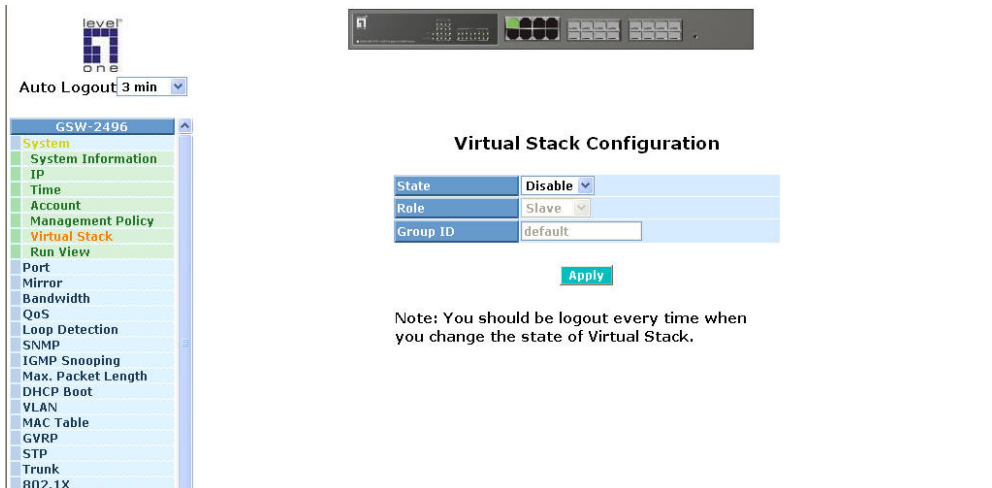 level
one
Auto Logout 3 min
GSW-2496
System
System Information
IP
Time
Account
Management Policy
Virtual Stack
Run View
Port
Mirror
Bandwidth
QoS
Loop Detection
SNMP
IGMP Snooping
Max. Packet Length
DHCP Boot
VLAN
MAC Table
GVRP
STP
Trunk
802.1X
Virtual Stack Configuration
State Disable
Role Slave
Group ID default
Apply
Note: You should be logout every time when
you change the state of Virtual Stack.